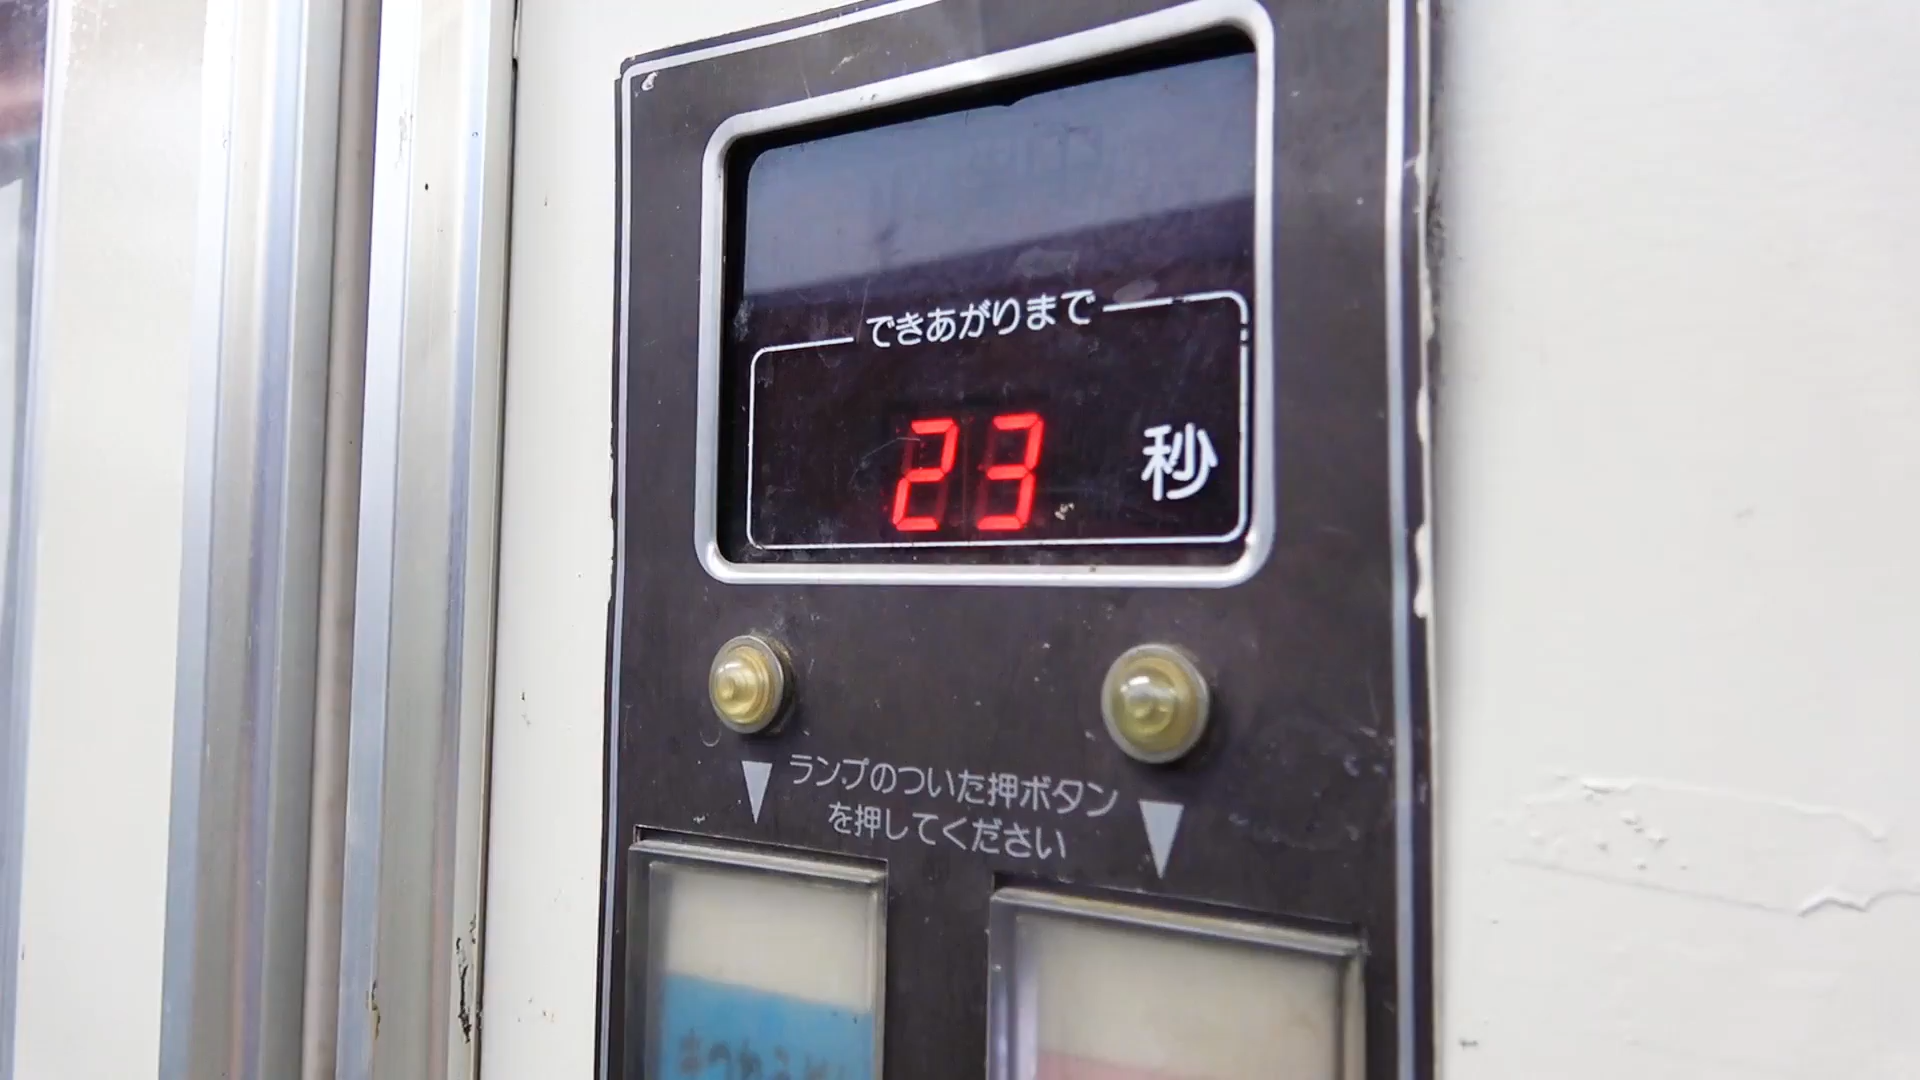 できあがりまで
23 秒
ランプのついた押ボタン
を押してください